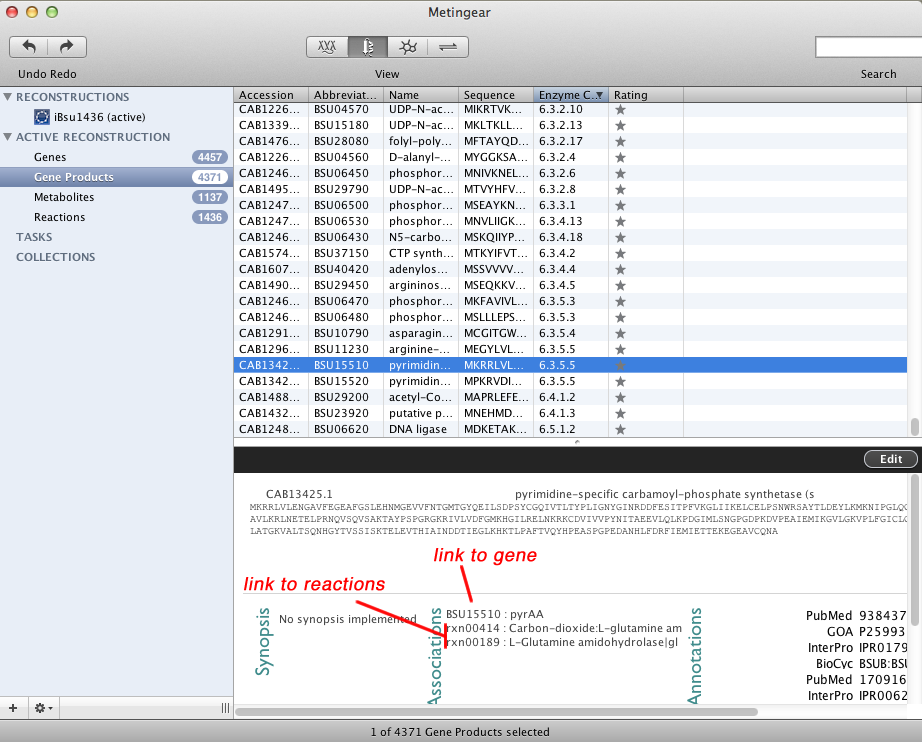 Metingear
Undo Redo
View
Search
RECONSTRUCTIONS
iBsu1436 (active)
ACTIVE RECONSTRUCTION
Genes 4457
Gene Products 4371
Metabolites 1137
Reactions 1436
TASKS
COLLECTIONS
Accession Abbreviat... Name Sequence Enzyme C... Rating
CAB1226... BSU04570 UDP-N-ac... MIKRTVK... 6.3.2.10
CAB1339... BSU15180 UDP-N-ac... MKLTKLL... 6.3.2.13
CAB1476... BSU28080 folyl-poly... MFTAYQD... 6.3.2.17
CAB1226... BSU04560 D-alanyl-... MYGGKSA... 6.3.2.4
CAB1246... BSU06450 phosphor... MNIVKNEL... 6.3.2.6
CAB1495... BSU29790 UDP-N-ac... MTVYHFV... 6.3.2.8
CAB1247... BSU06500 phosphor... MSEAYKN... 6.3.3.1
CAB1247... BSU06530 phosphor... MNVLIIGK... 6.3.4.13
CAB1246... BSU06430 N5-carbo... MSKQIIYP... 6.3.4.18
CAB1574... BSU37150 CTP synth... MTKYIFVT... 6.3.4.2
CAB1607... BSU40420 adenylos... MSSVVVV... 6.3.4.4
CAB1490... BSU29450 argininos... MSEQKKV... 6.3.4.5
CAB1246... BSU06470 phosphor... MKFAVIVL... 6.3.5.3
CAB1246... BSU06480 phosphor... MSLLLEPS... 6.3.5.3
CAB1291... BSU10790 asparagin... MCGITGW... 6.3.5.4
CAB1296... BSU11230 arginine-... MEGYLVL... 6.3.5.5
CAB1342... BSU15510 pyrimidin... MKRRLVL... 6.3.5.5
CAB1342... BSU15520 pyrimidin... MPKRVDI... 6.3.5.5
CAB1488... BSU29200 acetyl-Co... MAPRLEFE... 6.4.1.2
CAB1432... BSU23920 putative p... MNEHMD... 6.4.1.3
CAB1248... BSU06620 DNA ligase MDKETAK... 6.5.1.2
Edit
CAB13425.1 pyrimidine-specific carbamoyl-phosphate synthetase (s
MKRRLVLENGAVFEGEAFGSLEHNMGEVVFNTGMTGYQEILSDPSYCGQIVTLTYPLIGNYGINRDDFESITPFVKGLIIKELCELPSNWRSAYTLDEYLKMKNIPGLQG
AVLKRLNETELPRNQVSQVSAKTAYPSPGRGKRIVLVDFGMKHGILRELNKRKCDVIVVPYNITAEEVLQLKPDGIMLSNGPGDPKDVPEAIEMIKGVLGKVPLFGICLG
LATGKVALTSQNHGYTVSSISKTELEVTHIAINDDTIEGLKHKTLPAFTVQYHPEASPGPEDANHLFDRFIEMIETTEKEGEAVCQNA
link to gene
link to reactions
Synopsis
No synopsis implemented
Associations
BSU15510 : pyrAA
rxn00414 : Carbon-dioxide:L-glutamine am
rxn00189 : L-Glutamine amidohydrolase|gl
Annotations
PubMed 938437
GOA P25993
InterPro IPR0179
BioCyc BSUB:BSU
PubMed 170916
InterPro IPR0062
1 of 4371 Gene Products selected